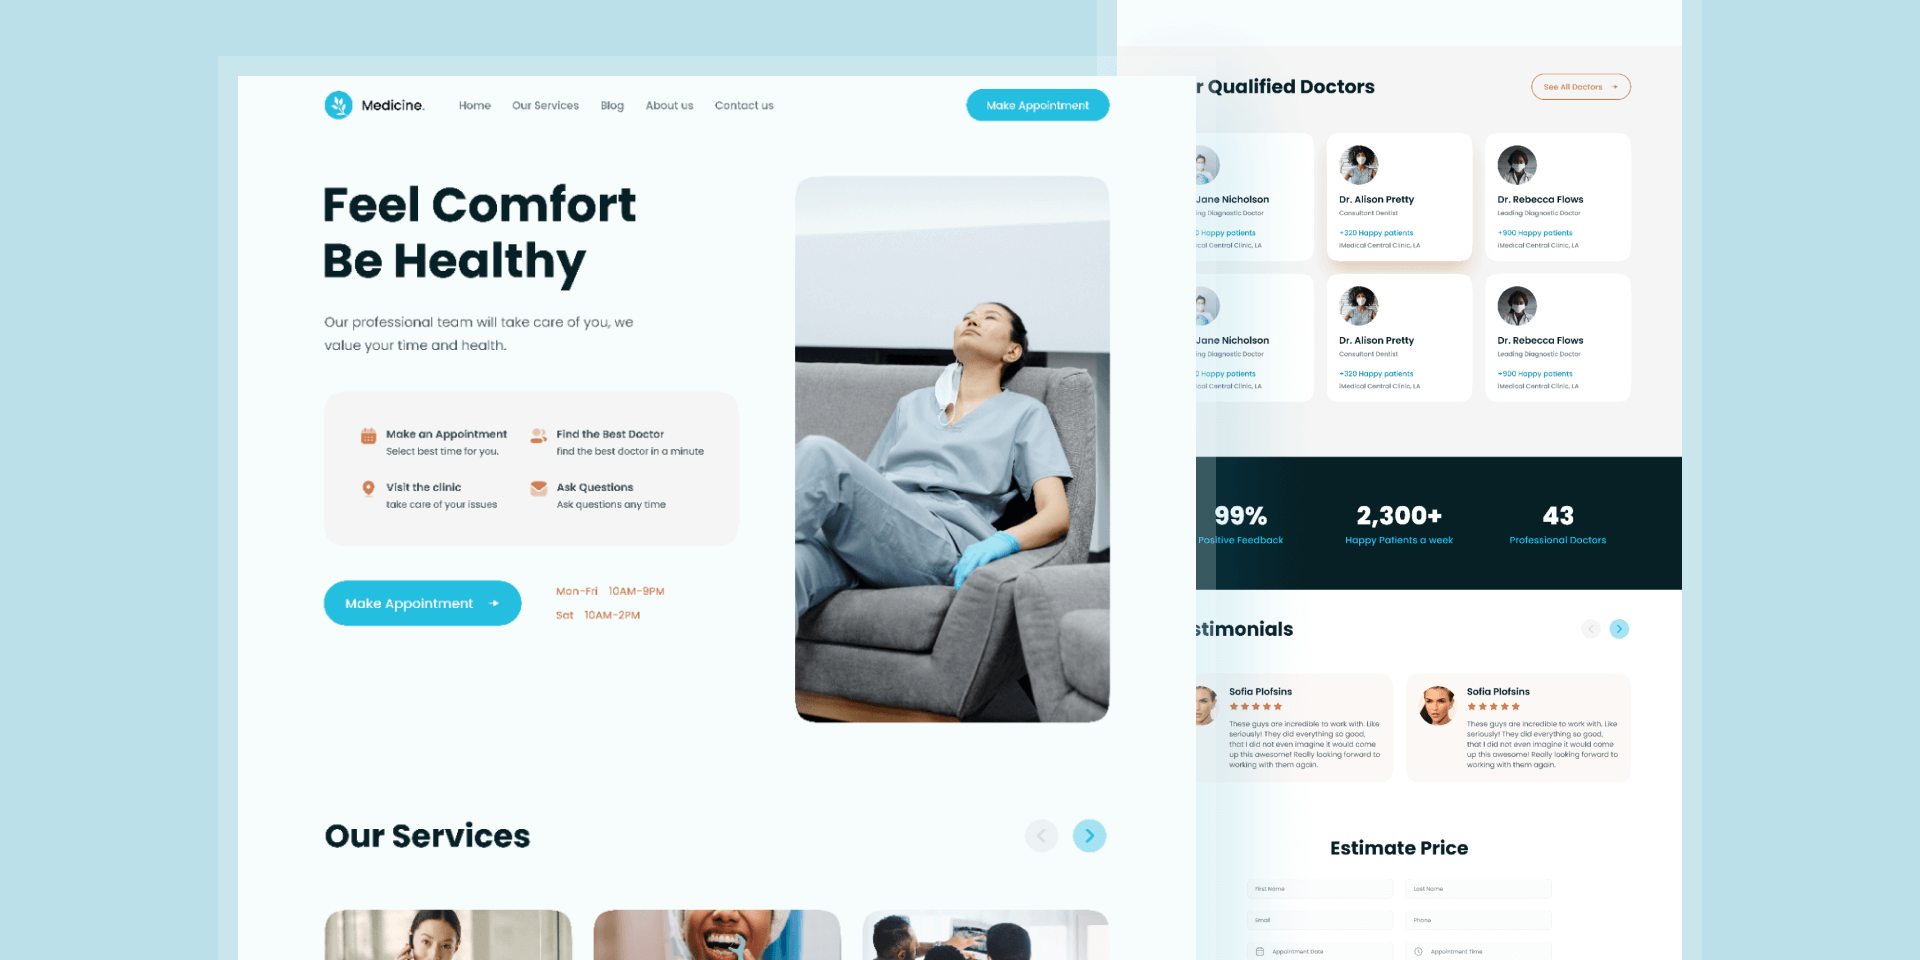 Medicine.
Home
Our Services
Blog
About us
Contact us
Make Appointment
Feel Comfort
Be Healthy
Our professional team will take care of you, we
value your time and health.
Make an Appointment
Select best time for you.
Find the Best Doctor
find the best doctor in a minute
Visit the clinic
take care of your issues
Ask Questions
Ask questions any time
Make Appointment
Mon-Fri 10AM-9PM
Sat 10AM-2PM
Our Services
r Qualified Doctors
See All Doctors
Jane Nicholson
ing Diagnostic Doctor
0 Happy patients
ical Central Clinic, LA
Dr. Alison Pretty
Consultant Dentist
+320 Happy patients
iMedical Central Clinic, LA
Dr. Rebecca Flows
Leading Diagnostic Doctor
+900 Happy patients
iMedical Central Clinic, LA
Jane Nicholson
ing Diagnostic Doctor
0 Happy patients
ical Central Clinic, LA
Dr. Alison Pretty
Consultant Dentist
+320 Happy patients
iMedical Central Clinic, LA
Dr. Rebecca Flows
Leading Diagnostic Doctor
+900 Happy patients
iMedical Central Clinic, LA
99%
Positive Feedback
2,300+
Happy Patients a week
43
Professional Doctors
stimonials
Sofia Plofsins
These guys are incredible to work with. Like
seriously! They did everything so good,
that I did not even imagine it would come
up this awesome! Really looking forward to
working with them again.
Sofia Plofsins
These guys are incredible to work with. Like
seriously! They did everything so good,
that I did not even imagine it would come
up this awesome! Really looking forward to
working with them again.
Estimate Price
First Name
Last Name
Email
Phone
Appointment Date
Appointment Time